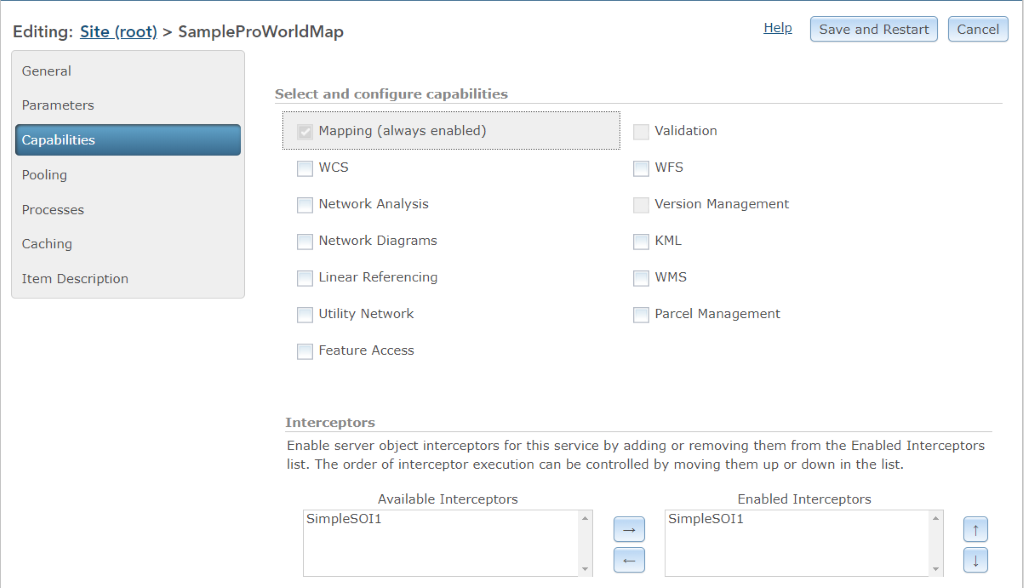 Editing: Site (root) > SampleProWorldMap
Help
Save and Restart
Cancel
General
Parameters
Capabilities
Pooling
Processes
Caching
Item Description
Select and configure capabilities
Mapping (always enabled)
Validation
WCS
WFS
Network Analysis
Version Management
Network Diagrams
KML
Linear Referencing
WMS
Utility Network
Parcel Management
Feature Access
Interceptors
Enable server object interceptors for this service by adding or removing them from the Enabled Interceptors
list. The order of interceptor execution can be controlled by moving them up or down in the list.
Available Interceptors
Enabled Interceptors
SimpleSOI1
→
←
SimpleSOI1
↑
↓